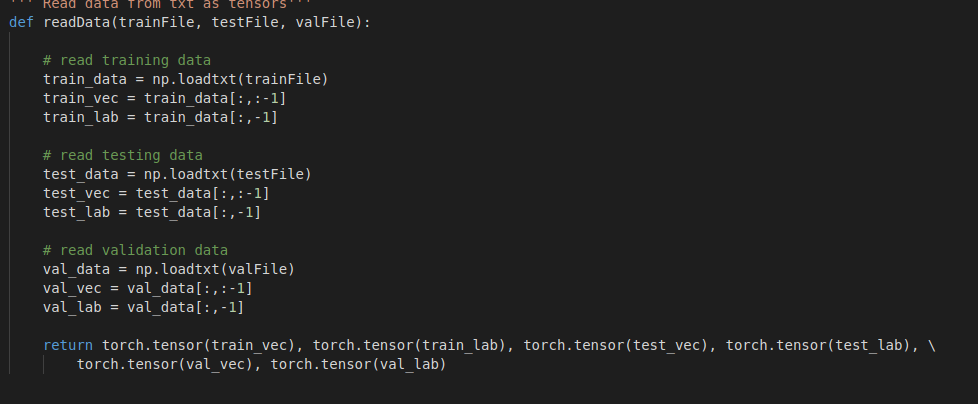 ''' Read data from txt as tensors'''
def readData(trainFile, testFile, valFile):
# read training data
train_data = np.loadtxt(trainFile)
train_vec = train_data[:,:-1]
train_lab = train_data[:,-1]
# read testing data
test_data = np.loadtxt(testFile)
test_vec = test_data[:,:-1]
test_lab = test_data[:,-1]
# read validation data
val_data = np.loadtxt(valFile)
val_vec = val_data[:,:-1]
val_lab = val_data[:,-1]
return torch.tensor(train_vec), torch.tensor(train_lab), torch.tensor(test_vec), torch.tensor(test_lab), \
torch.tensor(val_vec), torch.tensor(val_lab)